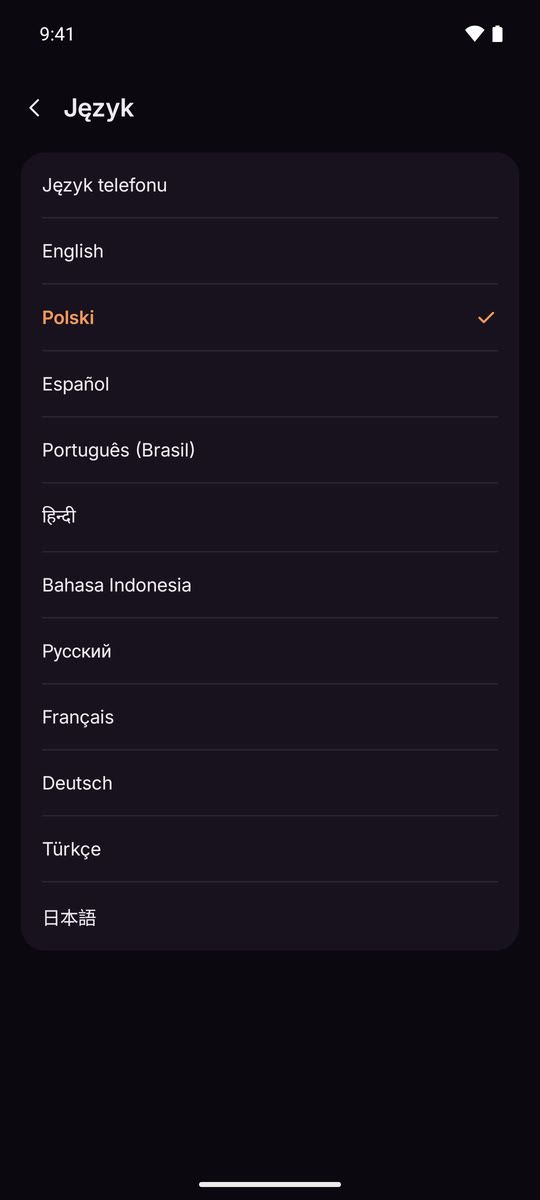 9:41
Język
Język telefonu
English
Polski
Español
Português (Brasil)
हिन्दी
Bahasa Indonesia
Русский
Français
Deutsch
Türkçe
日本語